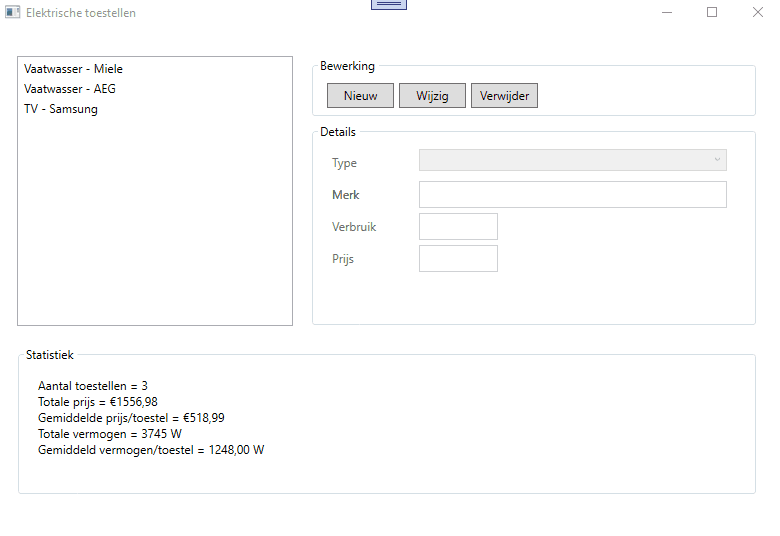 Elektrische toestellen
Vaatwasser - Miele
Vaatwasser - AEG
TV - Samsung
Bewerking
Nieuw
Wijzig
Verwijder
Details
Type
Merk
Verbruik
Prijs
Statistiek
Aantal toestellen = 3
Totale prijs = €1556,98
Gemiddelde prijs/toestel = €518,99
Totale vermogen = 3745 W
Gemiddeld vermogen/toestel = 1248,00 W